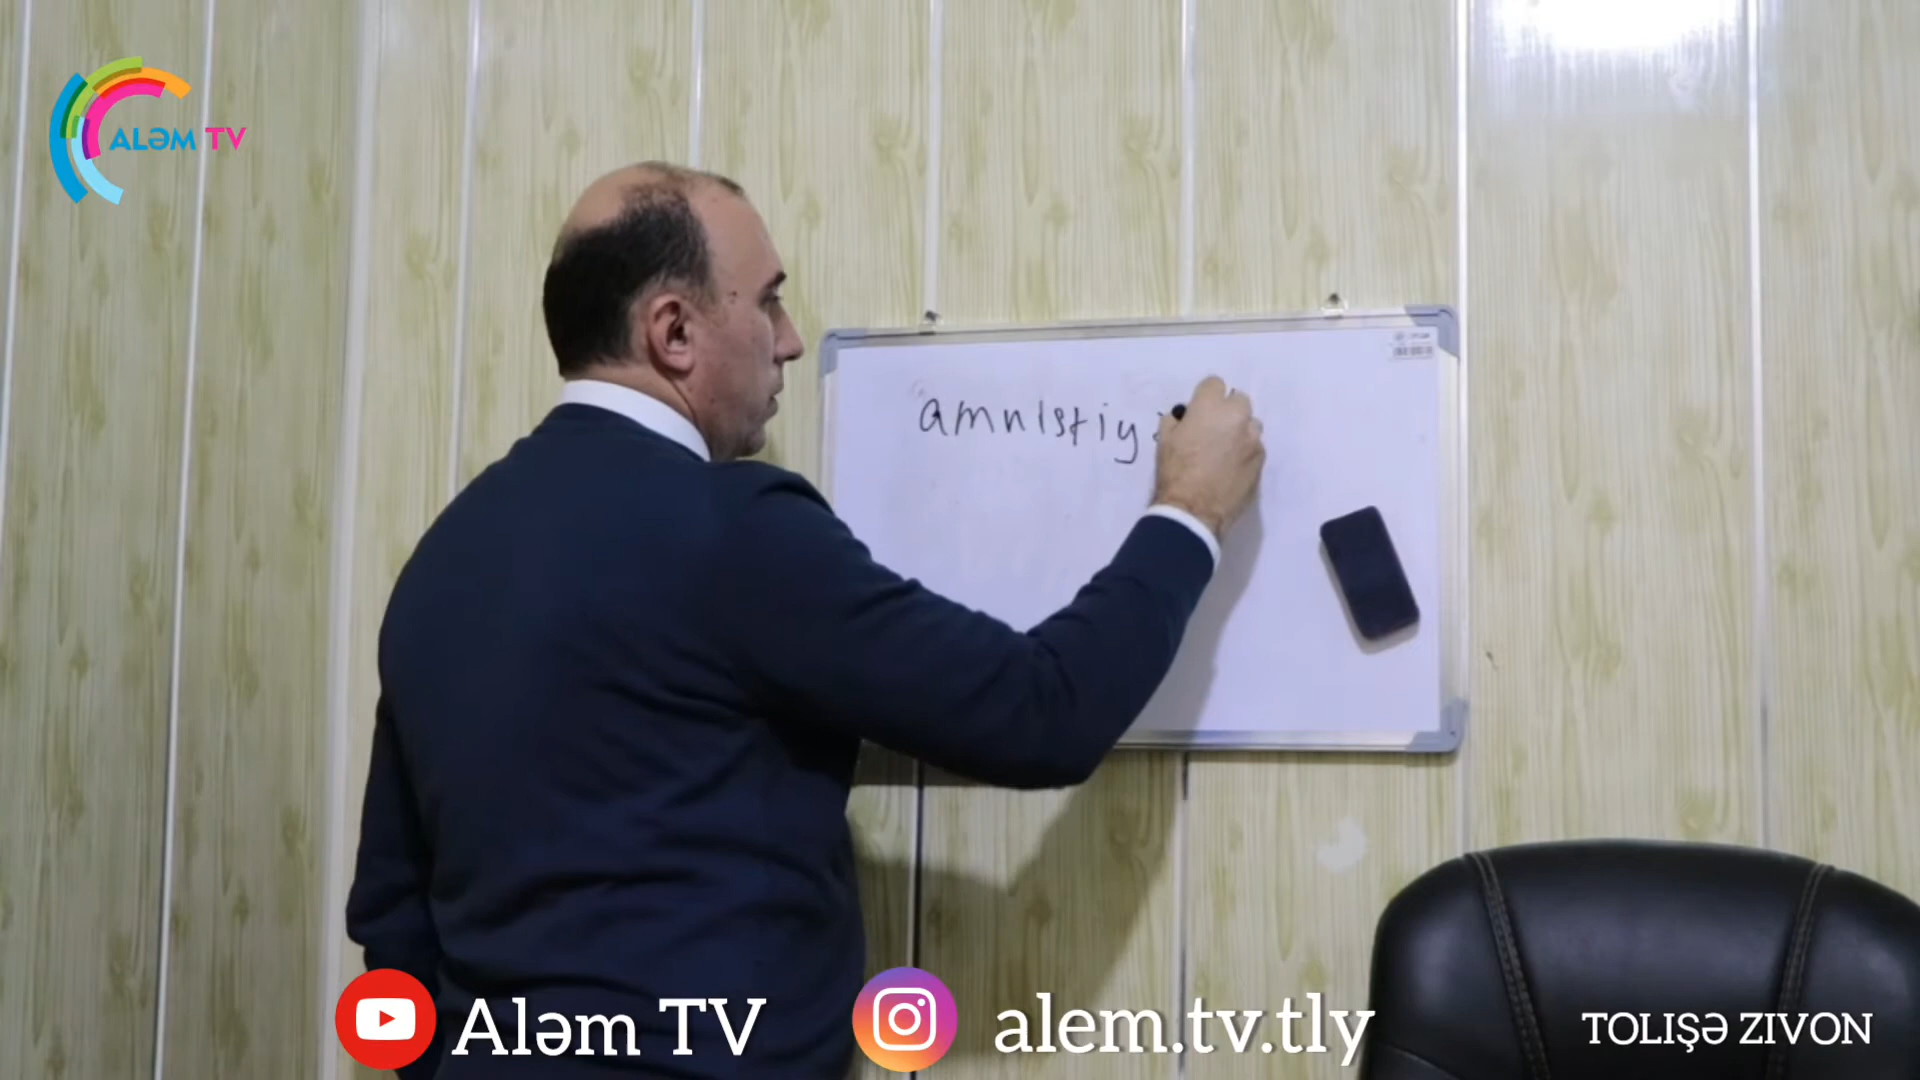 ALƏM TV
amnistiy
Aləm TV
alem.tv.tly
TOLIŞƏ ZIVON